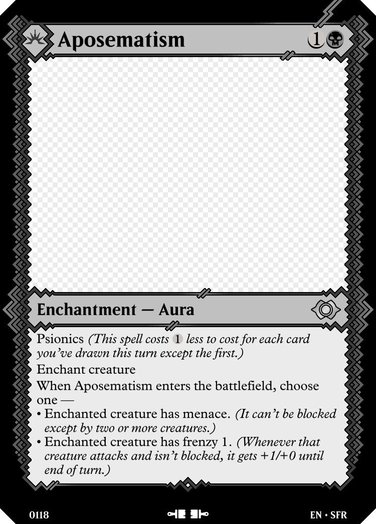 Aposematism 1
Enchantment — Aura
Psionics (This spell costs 1 less to cost for each card
you've drawn this turn except the first.)
Enchant creature
When Aposematism enters the battlefield, choose
one —
• Enchanted creature has menace. (It can't be blocked
except by two or more creatures.)
• Enchanted creature has frenzy 1. (Whenever that
creature attacks and isn't blocked, it gets +1/+0 until
end of turn.)
0118 EN • SFR